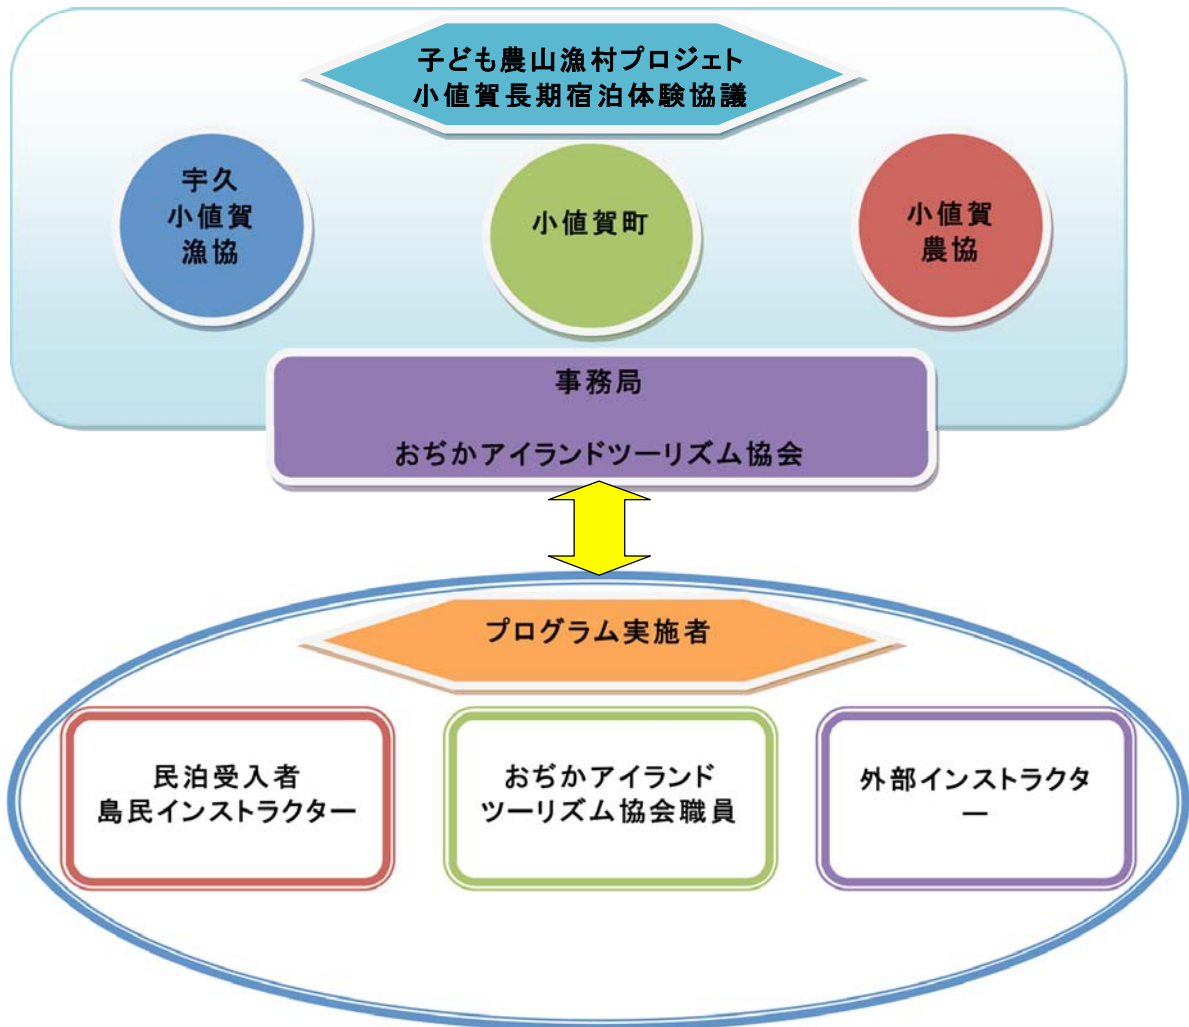 子ども農山漁村プロジェト
小値賀長期宿泊体験協議
宇久
小値賀
漁協
小値賀町
小値賀
農協
事務局
おぢかアイランドツーリズム協会
プログラム実施者
民泊受入者
島民インストラクター
おぢかアイランド
ツーリズム協会職員
外部インストラクタ
ー